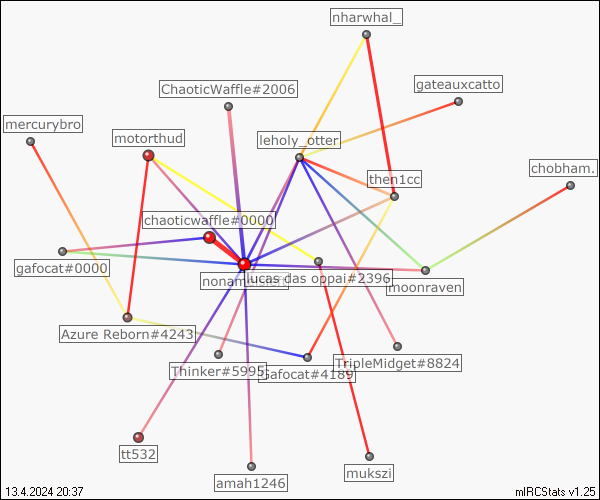 nharwhal_
ChaoticWaffle#2006
gateauxcatto
mercurybro
motorthud
leholy_otter
chobham.
then1cc
chaoticwaffle#0000
gafocat#0000
lucas das oppai#2396
moonraven
Azure Reborn#4243
TripleMidget#8824
Thinker#5995
Gafocat#4189
tt532
mukszi
amah1246
13.4.2024 20:37
mIRCStats v1.25